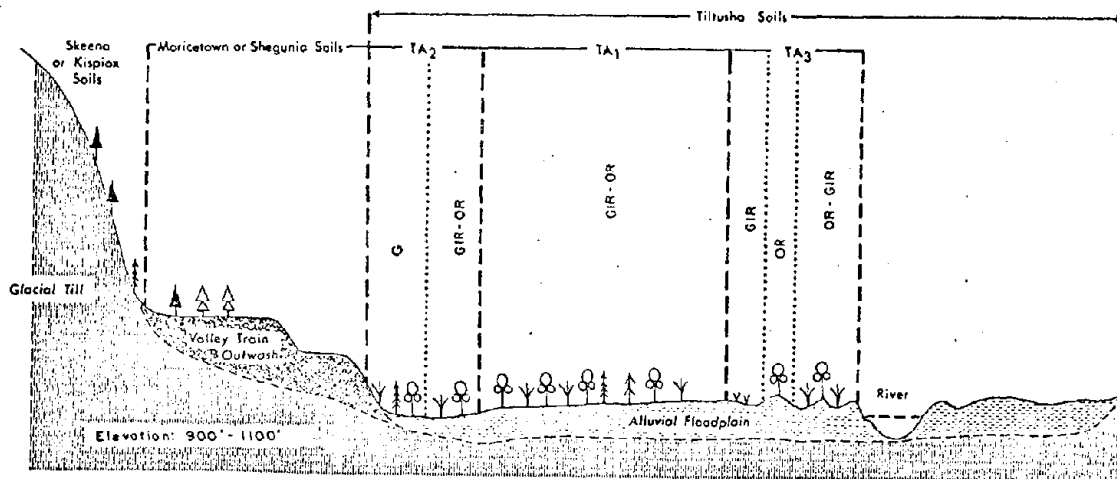 Tiltusha Soils
Skeena
or Kispiox
Soils
Moricetown or Shegunia Soils
TA2
TA1
TA3
G
GIR-OR
GIR-OR
GIR
OR
OR-GIR
Glacial Till
Valley Train
Outwash
River
Alluvial Floodplain
Elevation: 900'-1100'